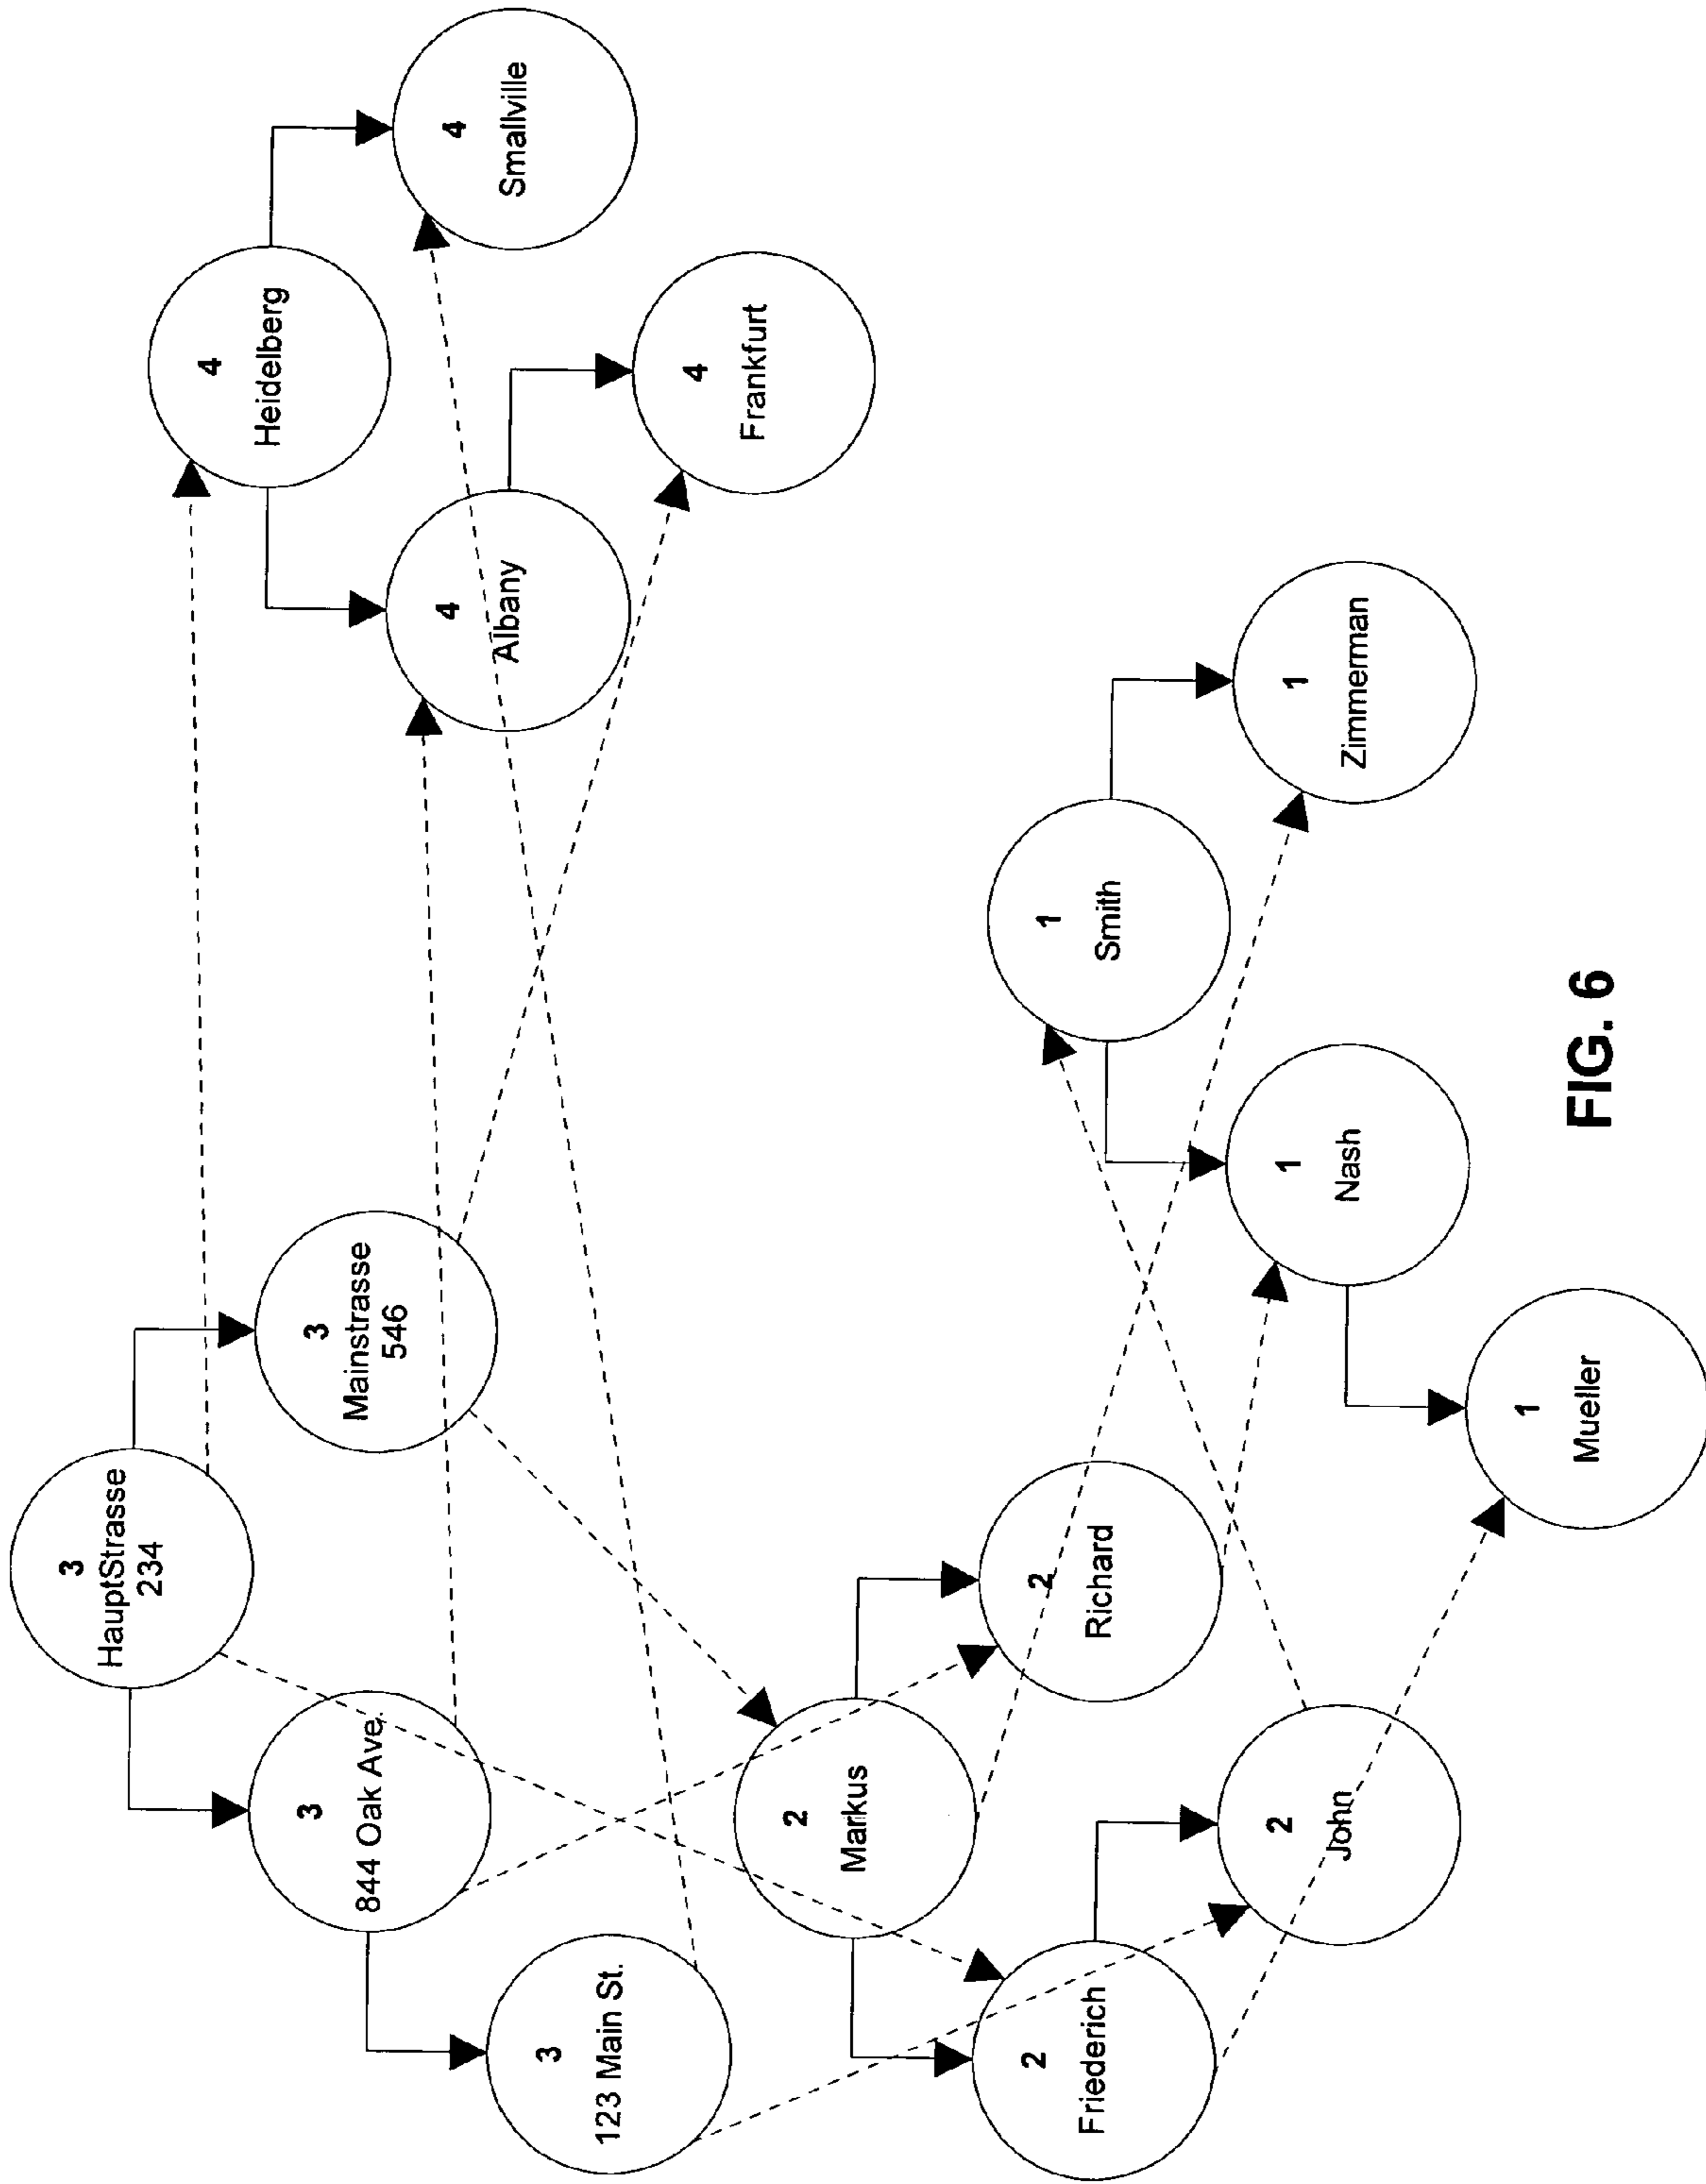 3
HauptStrasse
234
3
844 Oak Ave.
3
Mainstrasse
546
3
123 Main St.
4
Heidelberg
4
Albany
4
Smallville
4
Frankfurt
2
Markus
2
Friederich
2
Richard
2
John
1
Smith
1
Nash
1
Zimmerman
1
Mueller
FIG. 6